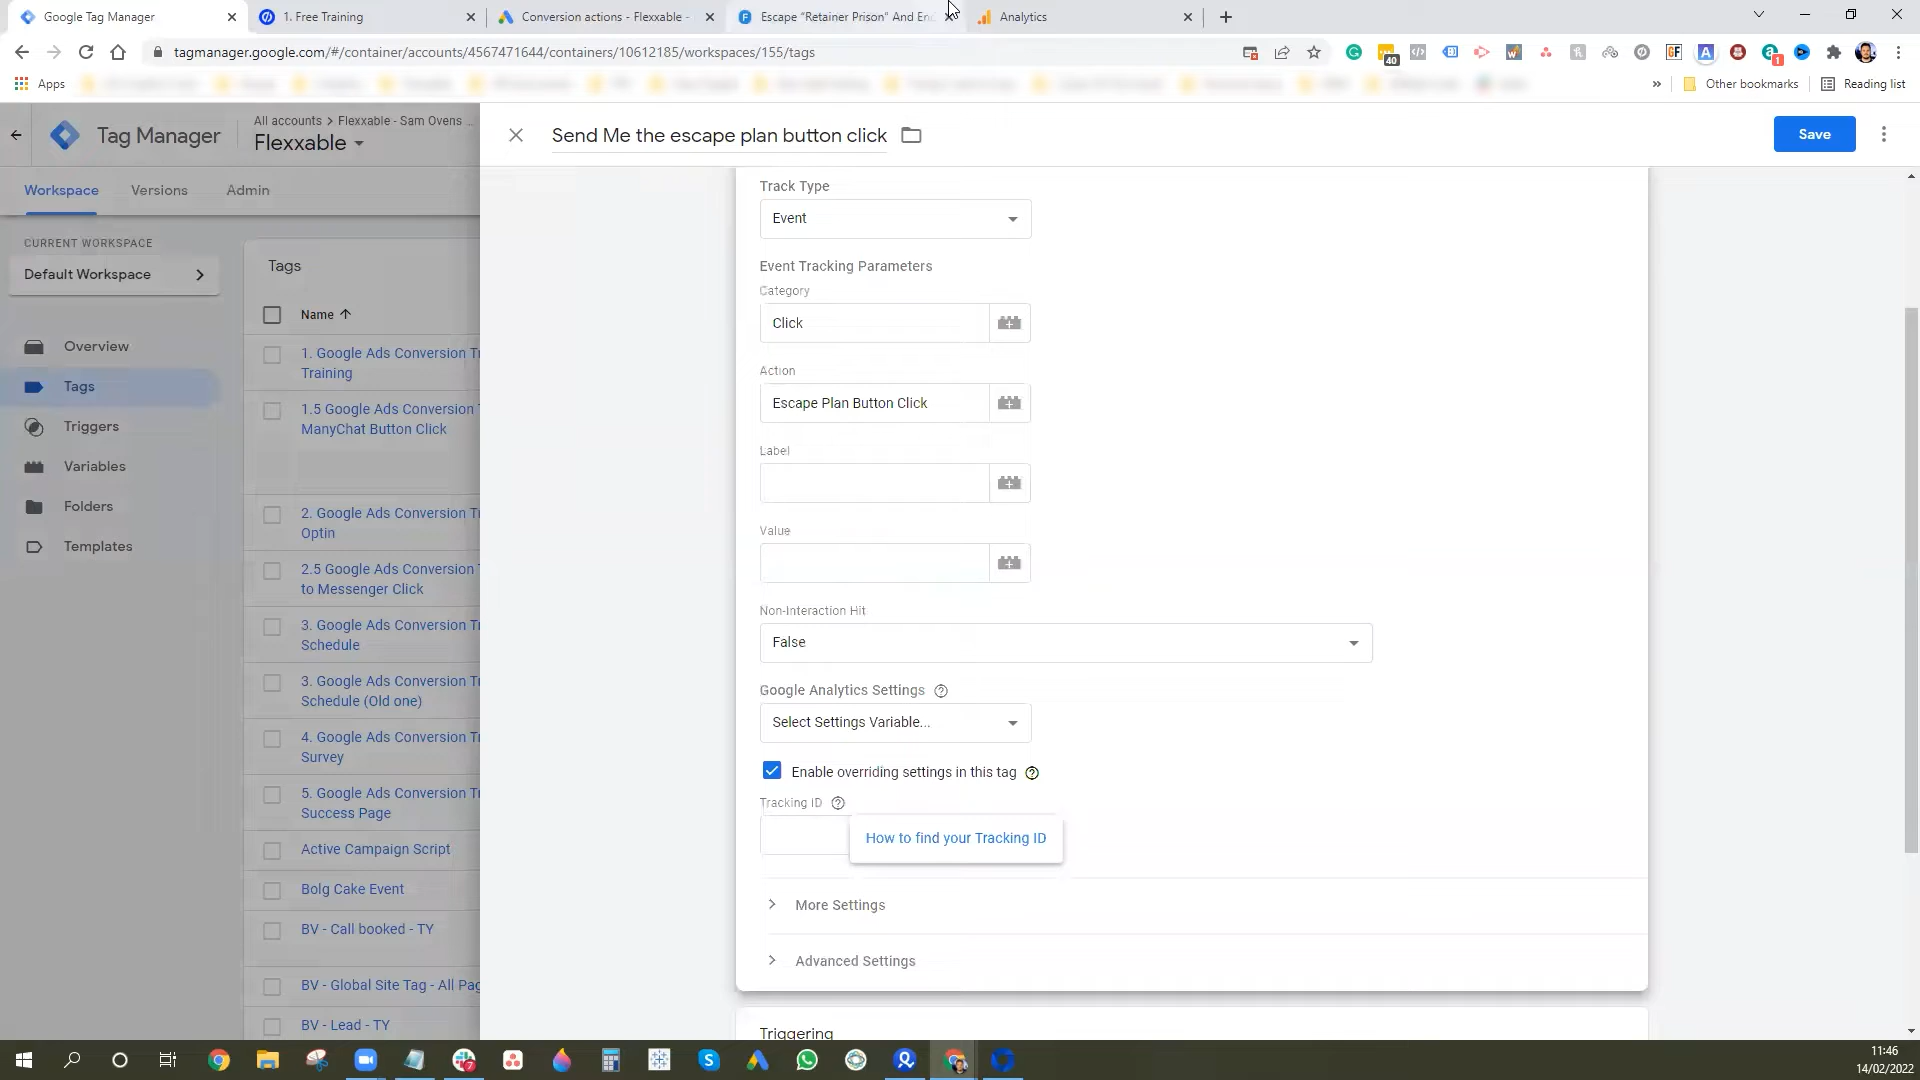 Google Tag Manager
1. Free Training
Conversion actions - Flexxable -
Escape "Retainer Prison" And En
Analytics
tagmanager.google.com/#/container/accounts/4567471644/containers/10612185/workspaces/155/tags
40
GF
A
1
Apps
Other bookmarks
Reading list
Tag Manager
All accounts > Flexxable - Sam Ovens ...
Flexxable
Send Me the escape plan button click
Save
Workspace
Versions
Admin
CURRENT WORKSPACE
Default Workspace
Overview
Tags
Triggers
Variables
Folders
Templates
Tags
Name
1. Google Ads Conversion T
Training
1.5 Google Ads Conversion
ManyChat Button Click
2. Google Ads Conversion T
Optin
2.5 Google Ads Conversion
to Messenger Click
3. Google Ads Conversion T
Schedule
3. Google Ads Conversion T
Schedule (Old one)
4. Google Ads Conversion T
Survey
5. Google Ads Conversion T
Success Page
Active Campaign Script
Bolg Cake Event
BV - Call booked - TY
BV - Global Site Tag - All Pag
BV - Lead - TY
Track Type
Event
Event Tracking Parameters
Category
Click
Action
Escape Plan Button Click
Label
Value
Non-Interaction Hit
False
Google Analytics Settings
Select Settings Variable...
Enable overriding settings in this tag
Tracking ID
How to find your Tracking ID
More Settings
Advanced Settings
Triggering
11:46
14/02/2022